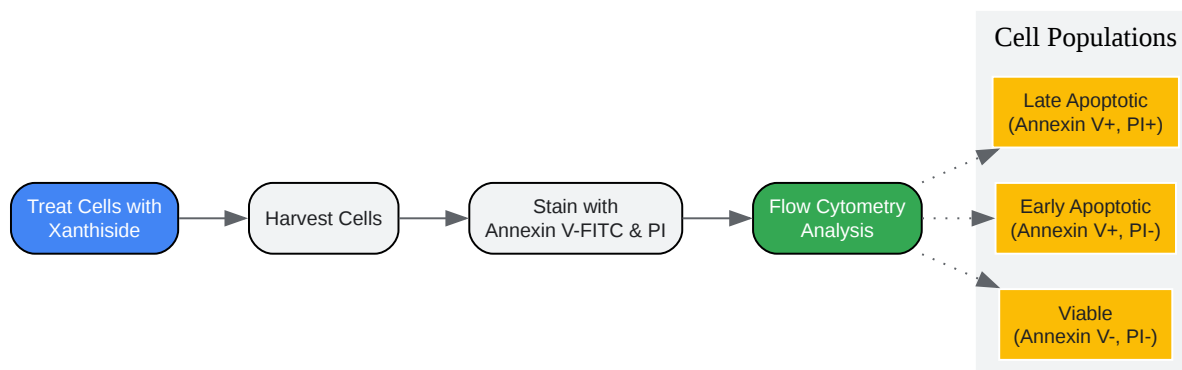 Treat Cells with
Xanthiside
Harvest Cells
Stain with
Annexin V-FITC & PI
Flow Cytometry
Analysis
Cell Populations
Late Apoptotic
(Annexin V+, PI+)
Early Apoptotic
(Annexin V+, PI-)
Viable
(Annexin V-, PI-)